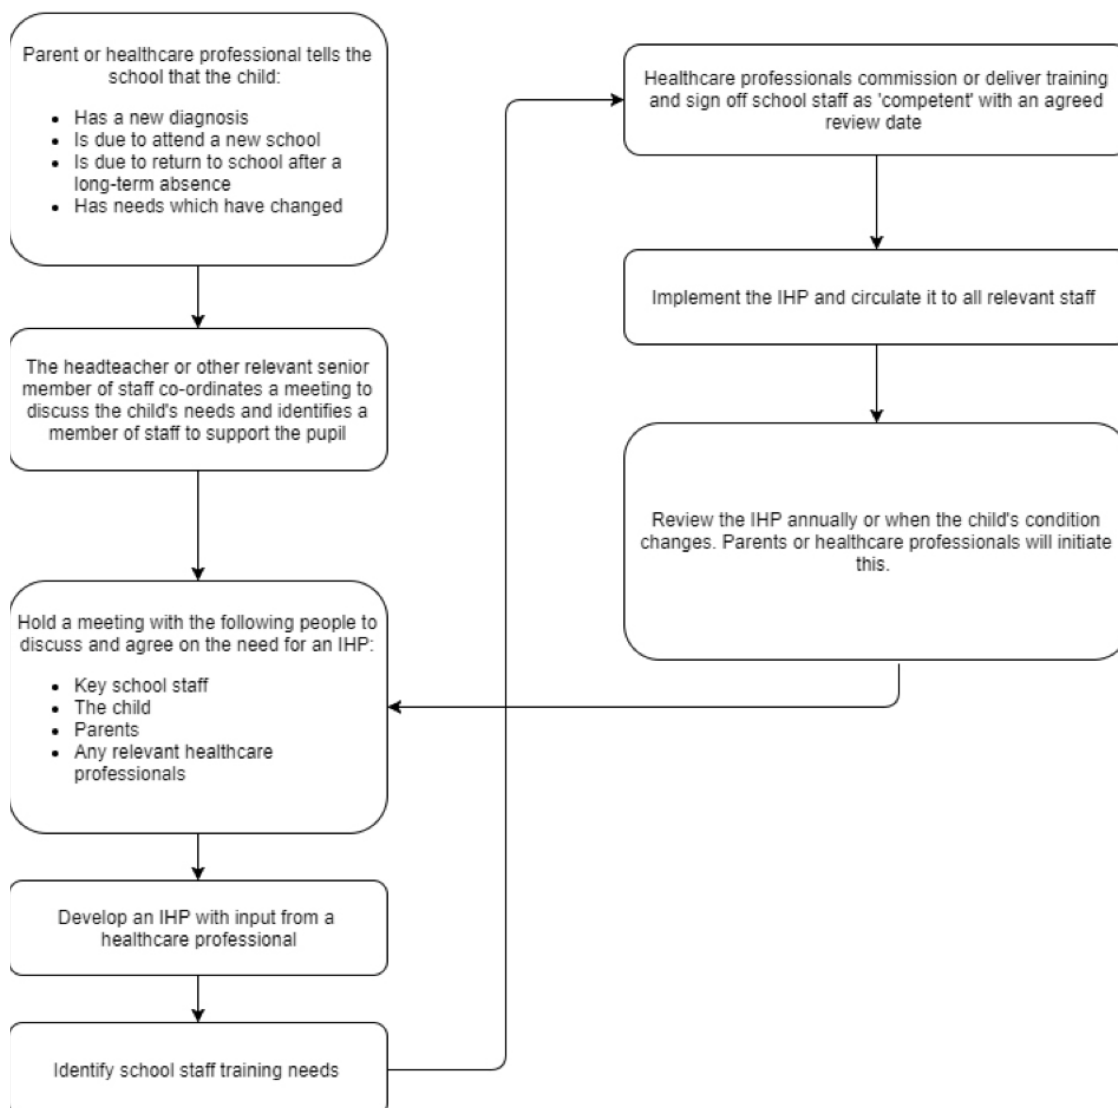 Parent or healthcare professional tells the
school that the child:
• Has a new diagnosis
• Is due to attend a new school
• Is due to return to school after a
long-term absence
• Has needs which have changed
The headteacher or other relevant senior
member of staff co-ordinates a meeting to
discuss the child's needs and identifies a
member of staff to support the pupil
Hold a meeting with the following people to
discuss and agree on the need for an IHP:
• Key school staff
• The child
• Parents
• Any relevant healthcare
professionals
Develop an IHP with input from a
healthcare professional
Identify school staff training needs
Healthcare professionals commission or deliver training
and sign off school staff as 'competent' with an agreed
review date
Implement the IHP and circulate it to all relevant staff
Review the IHP annually or when the child's condition
changes. Parents or healthcare professionals will initiate
this.